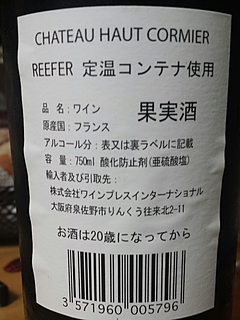 CHATEAU HAUT CORMIER
REEFER 定温コンテナ使用
品名：ワイン 果実酒
原産国：フランス
アルコール分：表又は裏ラベルに記載
容量：750ml 酸化防止剤(亜硫酸塩)
輸入者及び引取先：
株式会社ワインプレスインターナショナル
大阪府泉佐野市りんくう往来北2-11
お酒は20歳になってから
3 571960 005796